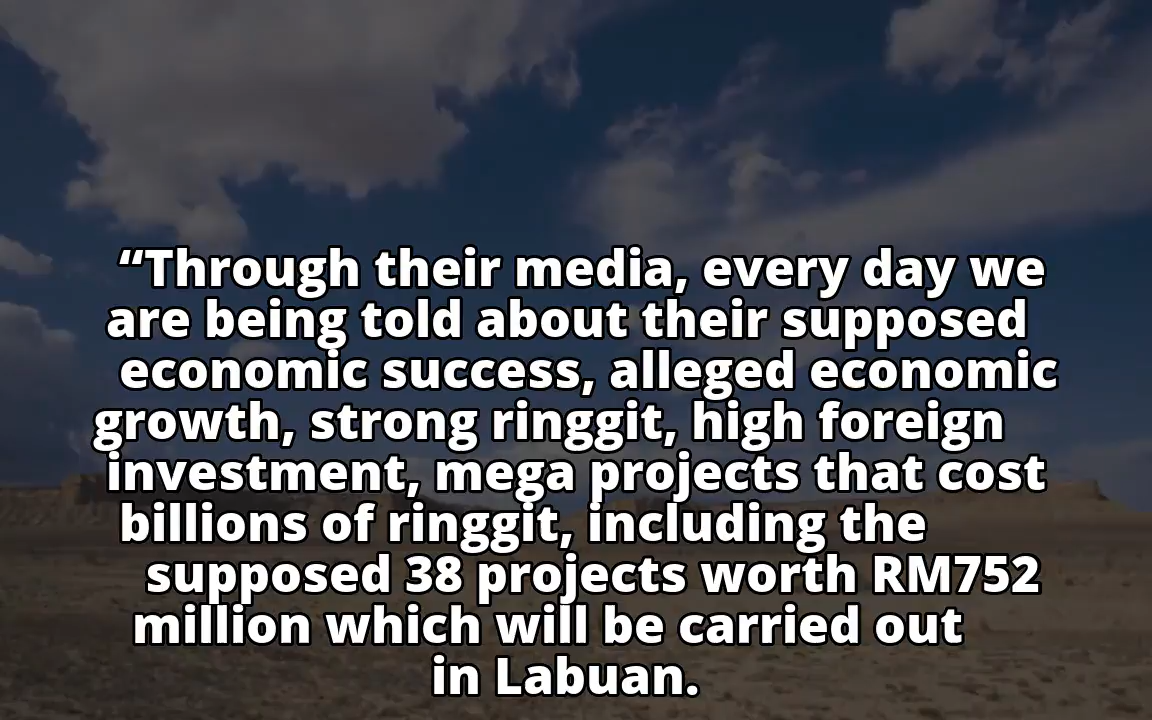 “Through their media, every day we
are being told about their supposed
economic success, alleged economic
growth, strong ringgit, high foreign
investment, mega projects that cost
billions of ringgit, including the
supposed 38 projects worth RM752
million which will be carried out
in Labuan.